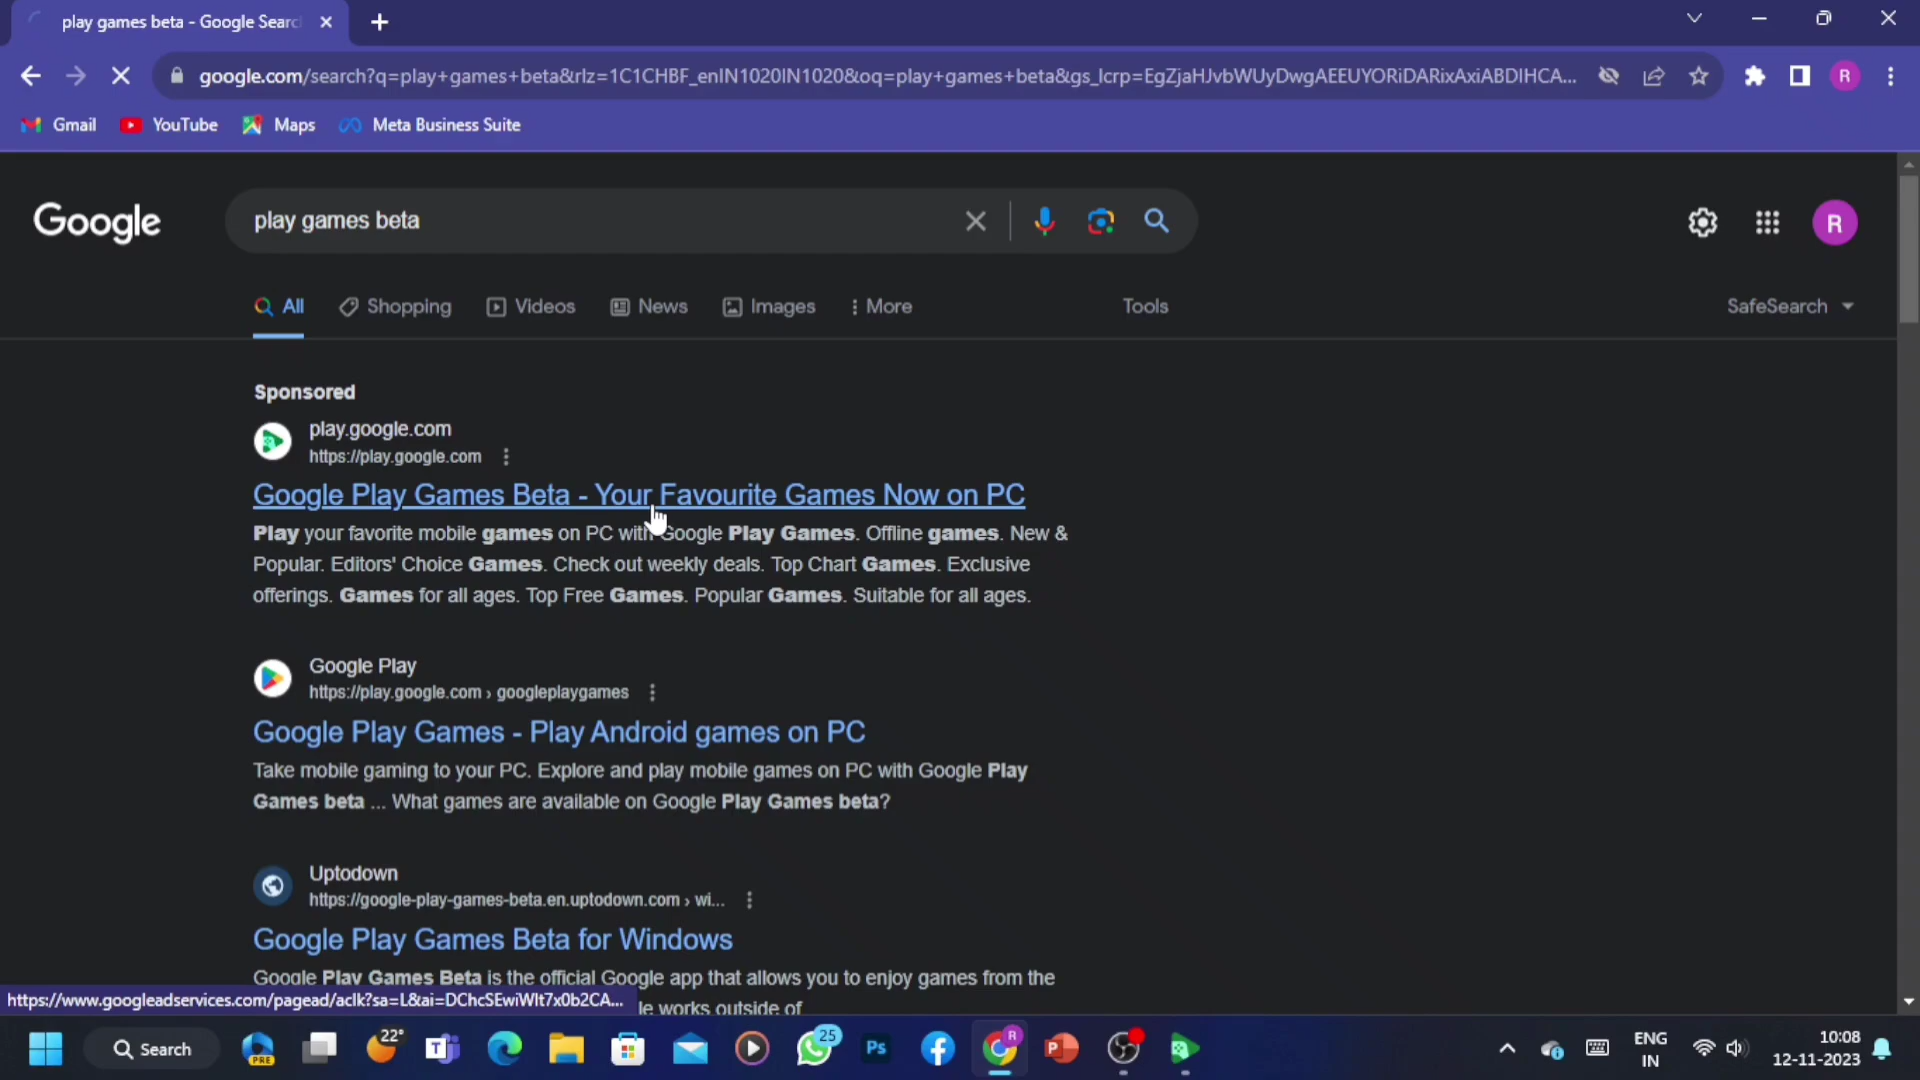 play games beta - Google Searc
google.com/search?q=play+games+beta&rlz=1C1CHBF_enIN1020IN1020&oq=play+games+beta&gs_lcrp=EgZjaHJvbWUyDwgAEEUYORiDARixAxiABDIHCA...
R
Gmail YouTube Maps Meta Business Suite
Google play games beta
R
All Shopping Videos News Images More Tools SafeSearch
Sponsored
play.google.com
https://play.google.com
Google Play Games Beta - Your Favourite Games Now on PC
Play your favorite mobile games on PC with Google Play Games. Offline games. New &
Popular. Editors' Choice Games. Check out weekly deals. Top Chart Games. Exclusive
offerings. Games for all ages. Top Free Games. Popular Games. Suitable for all ages.
Google Play
https://play.google.com › googleplaygames
Google Play Games - Play Android games on PC
Take mobile gaming to your PC. Explore and play mobile games on PC with Google Play
Games beta ... What games are available on Google Play Games beta?
Uptodown
https://google-play-games-beta.en.uptodown.com › wi...
Google Play Games Beta for Windows
Google Play Games Beta is the official Google app that allows you to enjoy games from the
https://www.googleadservices.com/pagead/aclk?sa=L&ai=DChcSEwiWlt7x0b2CA... le works outside of
Search PRE 22° T 25 Ps R P ENG 10:08
IN 12-11-2023